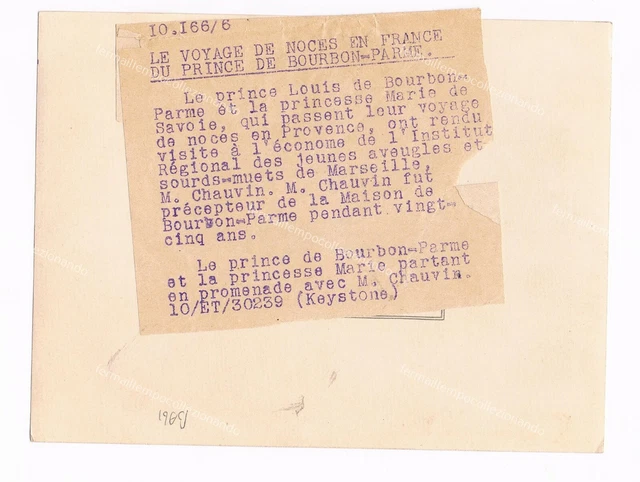 10.166/6
LE VOYAGE DE NOCES EN FRANCE
DU PRINCE DE BOURBON-PARME.
Le prince Louis de Bourbon-
Parme et la princesse Marie de
Savoie, qui passent leur voyage
de noces en Provence, ont rendu
visite à l'économe de l'Institut
Régional des jeunes aveugles et
sourds-muets de Marseille,
M. Chauvin. M. Chauvin fut
précepteur de la Maison de
Bourbon-Parme pendant vingt-
cinq ans.
Le prince de Bourbon-Parme
et la princesse Marie partant
en promenade avec M. Chauvin.
10/ET/30239 (Keystone)